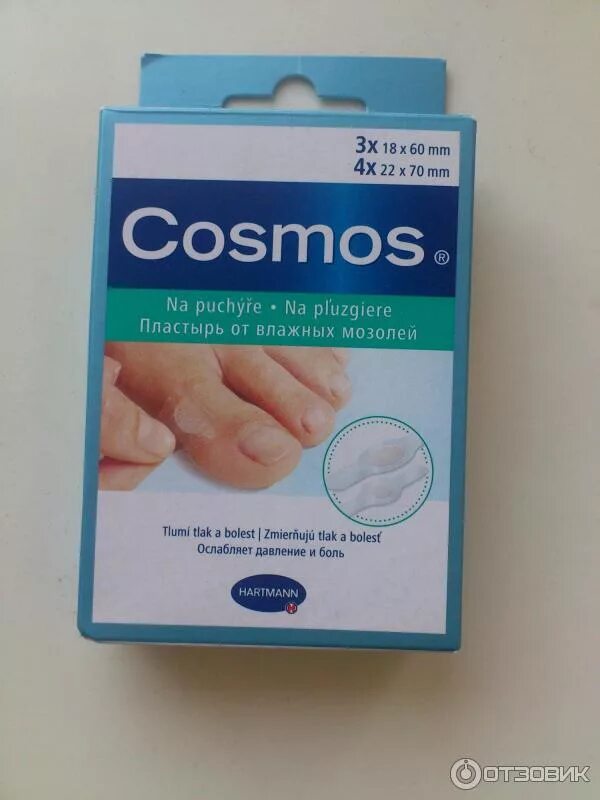 3x 18 x 60 mm
4x 22 x 70 mm
Cosmos ®
Na puchýře • Na pľuzgiere
Пластырь от влажных мозолей
Tlumí tlak a bolest | Zmierňujú tlak a bolesť
Ослабляет давление и боль
HARTMANN
ОТЗОВИК